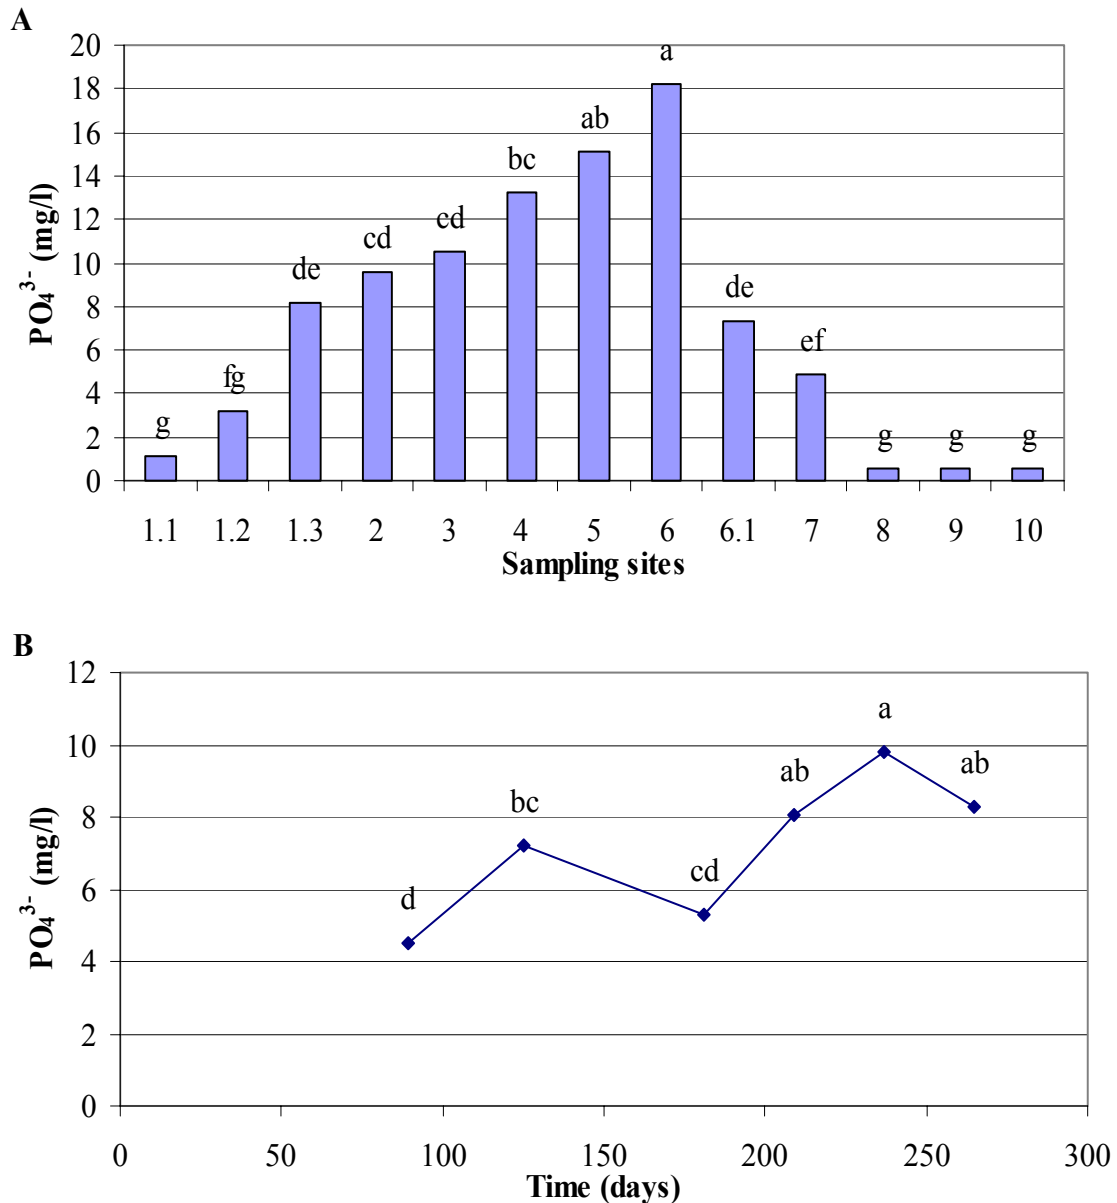 A
20
18
16
14
12
10
8
6
4
2
0
PO₄³⁻ (mg/l)
g
fg
de
cd
cd
bc
ab
a
de
ef
g
g
g
1.1 1.2 1.3 2 3 4 5 6 6.1 7 8 9 10
Sampling sites
B
12
10
8
6
4
2
0
PO₄³⁻ (mg/l)
d
bc
cd
ab
a
ab
0 50 100 150 200 250 300
Time (days)